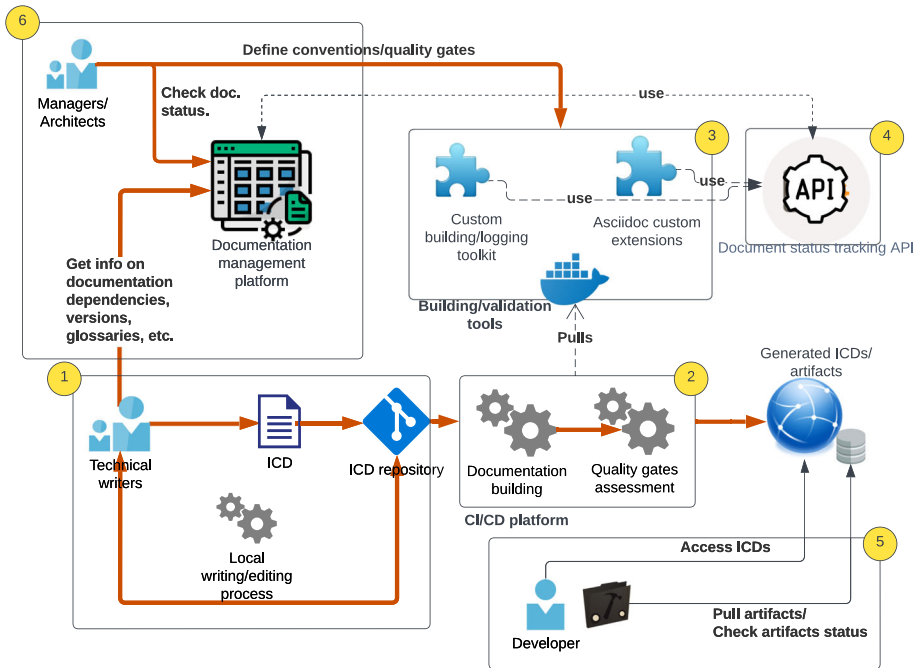 6
Define conventions/quality gates
Managers/
Architects
Check doc.
status.
use
3
4
API
use
use
Custom
building/logging
toolkit
Asciidoc custom
extensions
Document status tracking API
Documentation
management
platform
Get info on
documentation
dependencies,
versions,
glossaries, etc.
Building/validation
tools
Pulls
1
2
Generated ICDs/
artifacts
Technical
writers
ICD
ICD repository
Documentation
building
Quality gates
assessment
CI/CD platform
Local
writing/editing
process
5
Access ICDs
Developer
Pull artifacts/
Check artifacts status